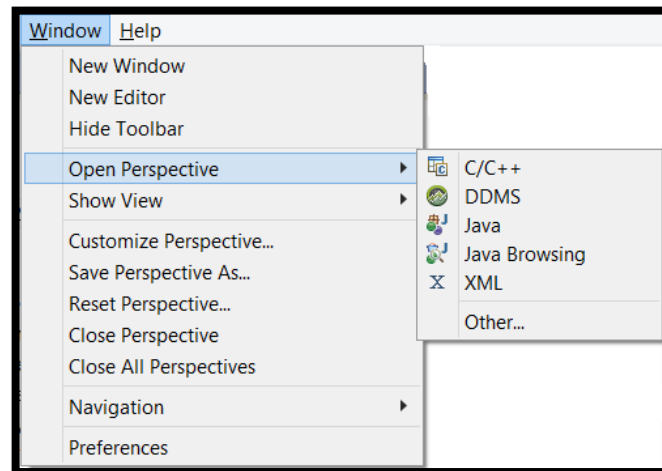 Window Help
New Window
New Editor
Hide Toolbar
Open Perspective
Show View
Customize Perspective...
Save Perspective As...
Reset Perspective...
Close Perspective
Close All Perspectives
Navigation
Preferences
C/C++
DDMS
Java
Java Browsing
X XML
Other...